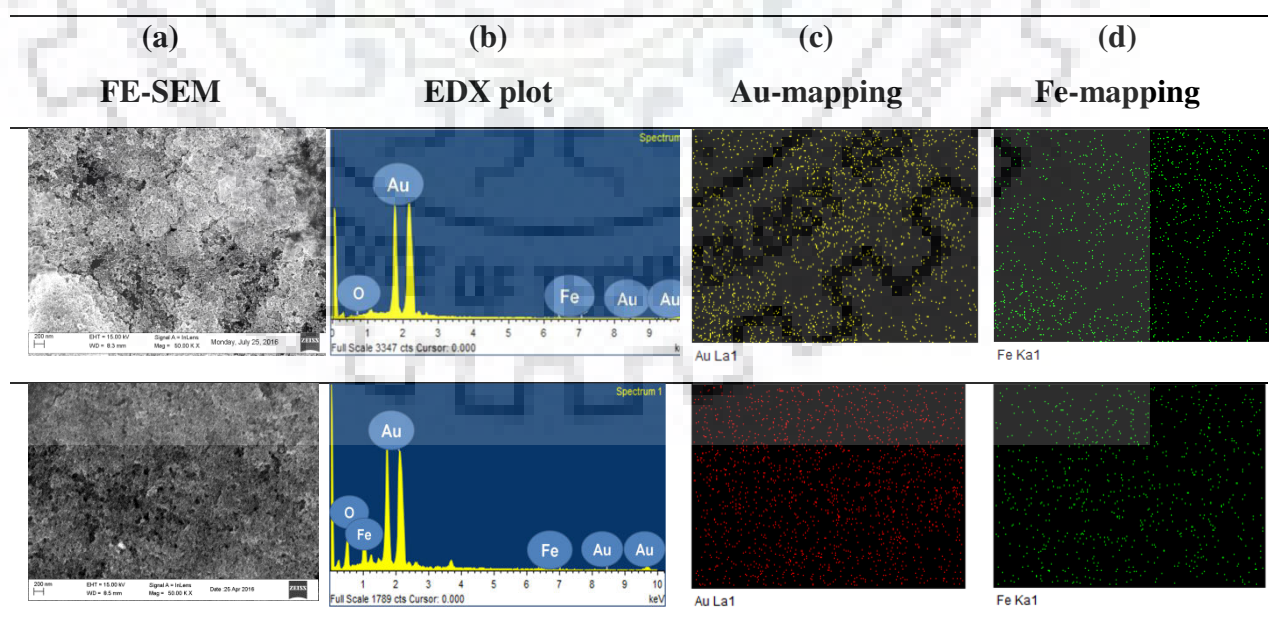 (a) (b) (c) (d)
FE-SEM EDX plot Au-mapping Fe-mapping
Spectrum
Au
O Fe Au Au
0 1 2 3 4 5 6 7 8 9
Full Scale 3347 cts Cursor: 0.000
200 nm EHT = 15.00 kV Signal A = InLens Monday, July 25, 2016 ZEISS
WD = 8.5 mm Mag = 50.00 K X
Au La1 Fe Ka1
Spectrum 1
Au
O
Fe
Fe Au Au
1 2 3 4 5 6 7 8 9 10
Full Scale 1789 cts Cursor: 0.000 keV
200 nm EHT = 15.00 kV Signal A = InLens Date :25 Apr 2016 ZEISS
WD = 8.5 mm Mag = 50.00 K X
Au La1 Fe Ka1